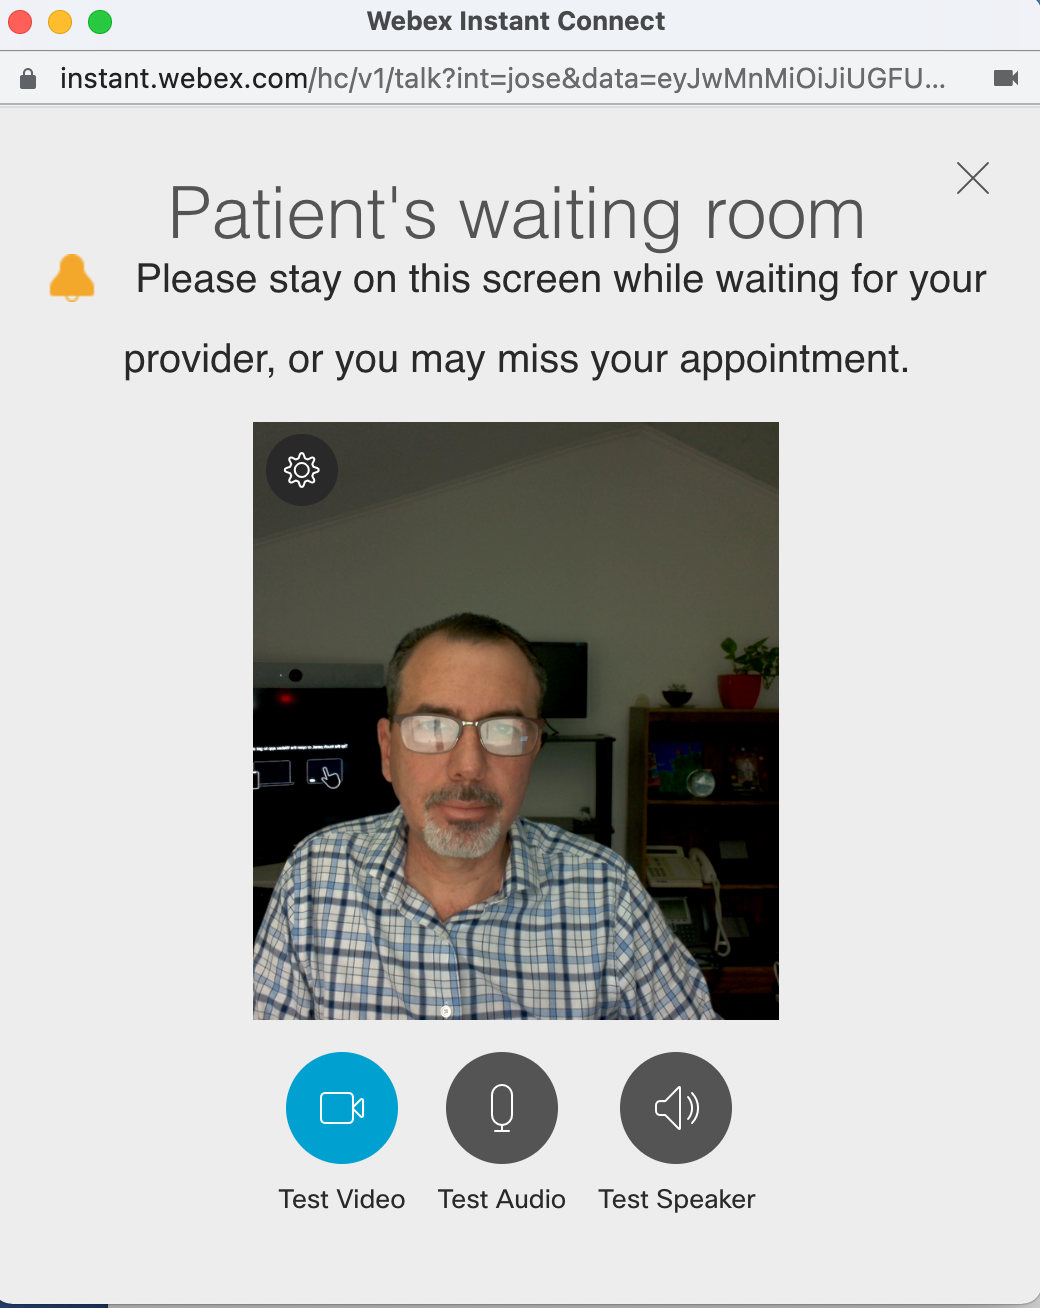 Webex Instant Connect
instant.webex.com/hc/v1/talk?int=jose&data=eyJwMnMiOiJiUGFU...
Patient's waiting room
Please stay on this screen while waiting for your
provider, or you may miss your appointment.
Test Video
Test Audio
Test Speaker